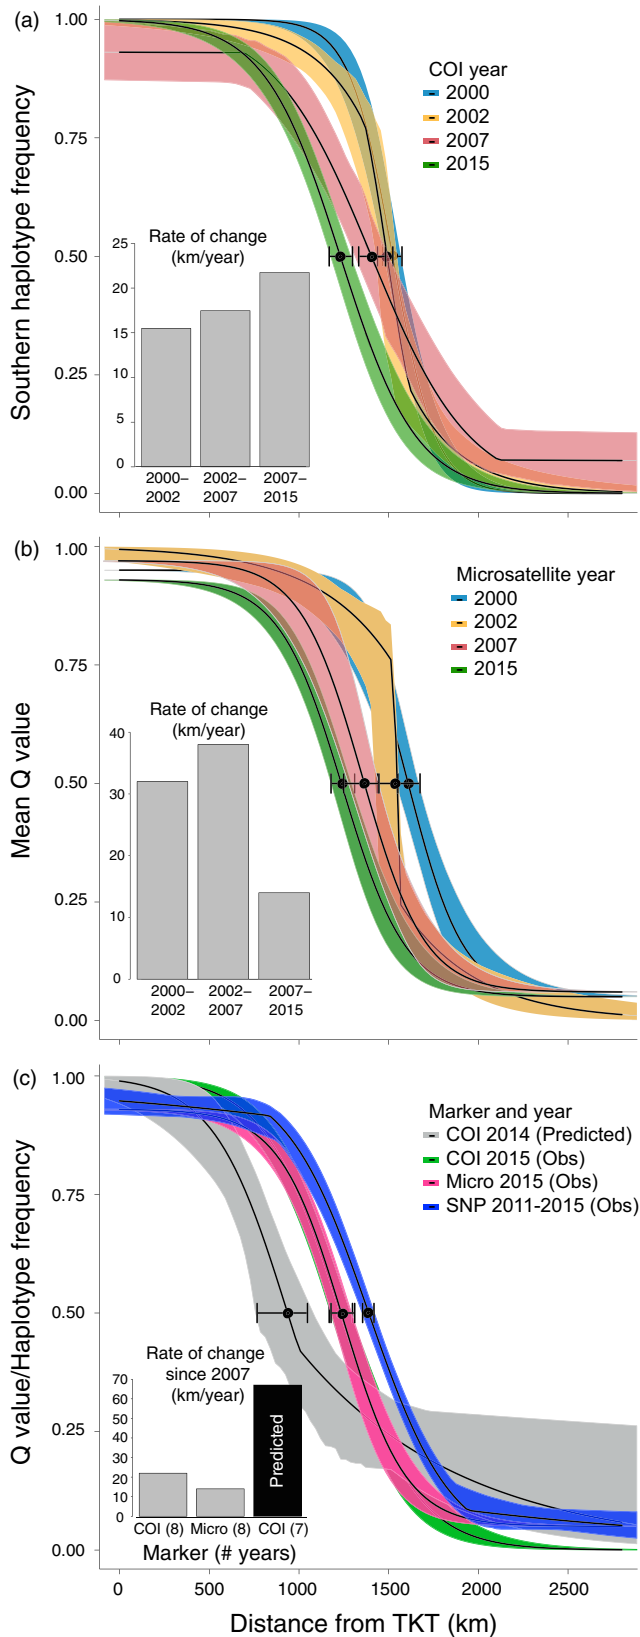 (a)
1.00
0.75
0.50
0.25
0.00
Southern haplotype frequency
COI year
2000
2002
2007
2015
Rate of change
(km/year)
25
20
15
10
5
0
2000–
2002
2002–
2007
2007–
2015
(b)
1.00
0.75
0.50
0.25
0.00
Mean Q value
Microsatellite year
2000
2002
2007
2015
Rate of change
(km/year)
40
30
20
10
0
2000–
2002
2002–
2007
2007–
2015
(c)
1.00
0.75
0.50
0.25
0.00
Q value/Haplotype frequency
Marker and year
COI 2014 (Predicted)
COI 2015 (Obs)
Micro 2015 (Obs)
SNP 2011-2015 (Obs)
Rate of change
since 2007
(km/year)
70
60
50
40
30
20
10
0
Predicted
COI (8)
Micro (8)
COI (7)
Marker (# years)
0
500
1000
1500
2000
2500
Distance from TKT (km)